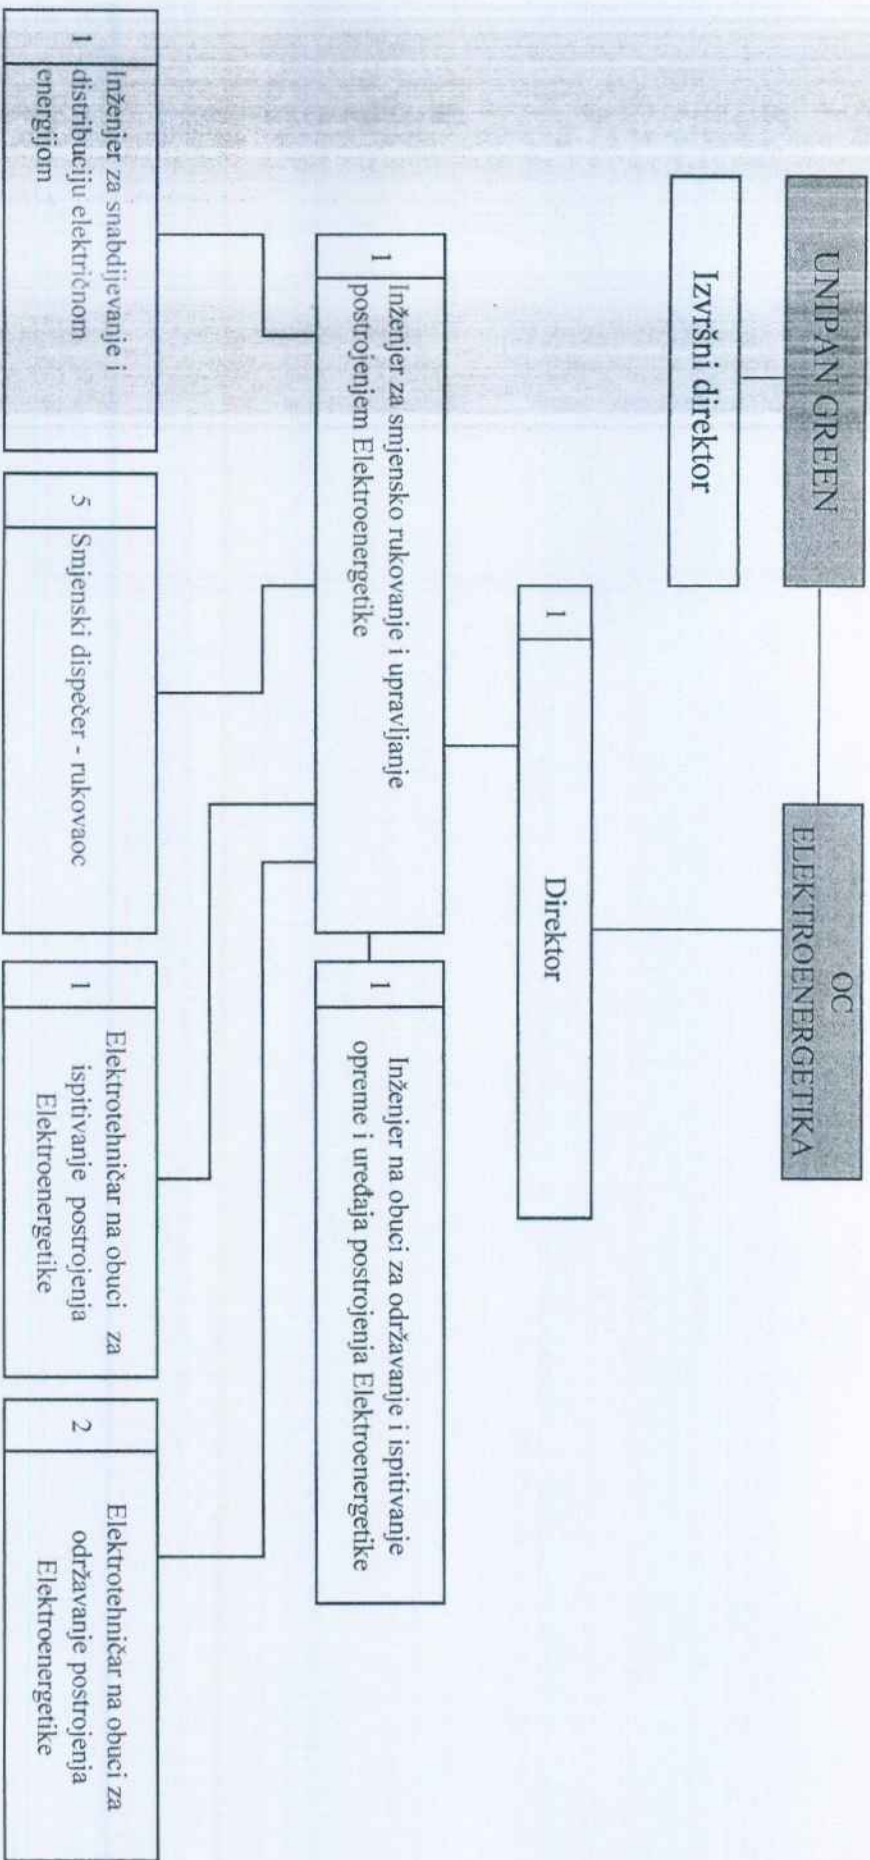 UNIPAN GREEN
OC
ELEKTROENERGETIKA
Izvršni direktor
1
Direktor
1
Inženjer za smjensko rukovanje i upravljanje
postrojenjem Elektroenergetike
1
Inženjer na obuci za održavanje i ispitivanje
opreme i uređaja postrojenja Elektroenergetike
1
Inženjer za snabdijevanje i
distribuciju električnom
energijom
5
Smjenski dispečer - rukovaoc
1
Elektrotehničar na obuci za
ispitivanje postrojenja
Elektroenergetike
2
Elektrotehničar na obuci za
održavanje postrojenja
Elektroenergetike